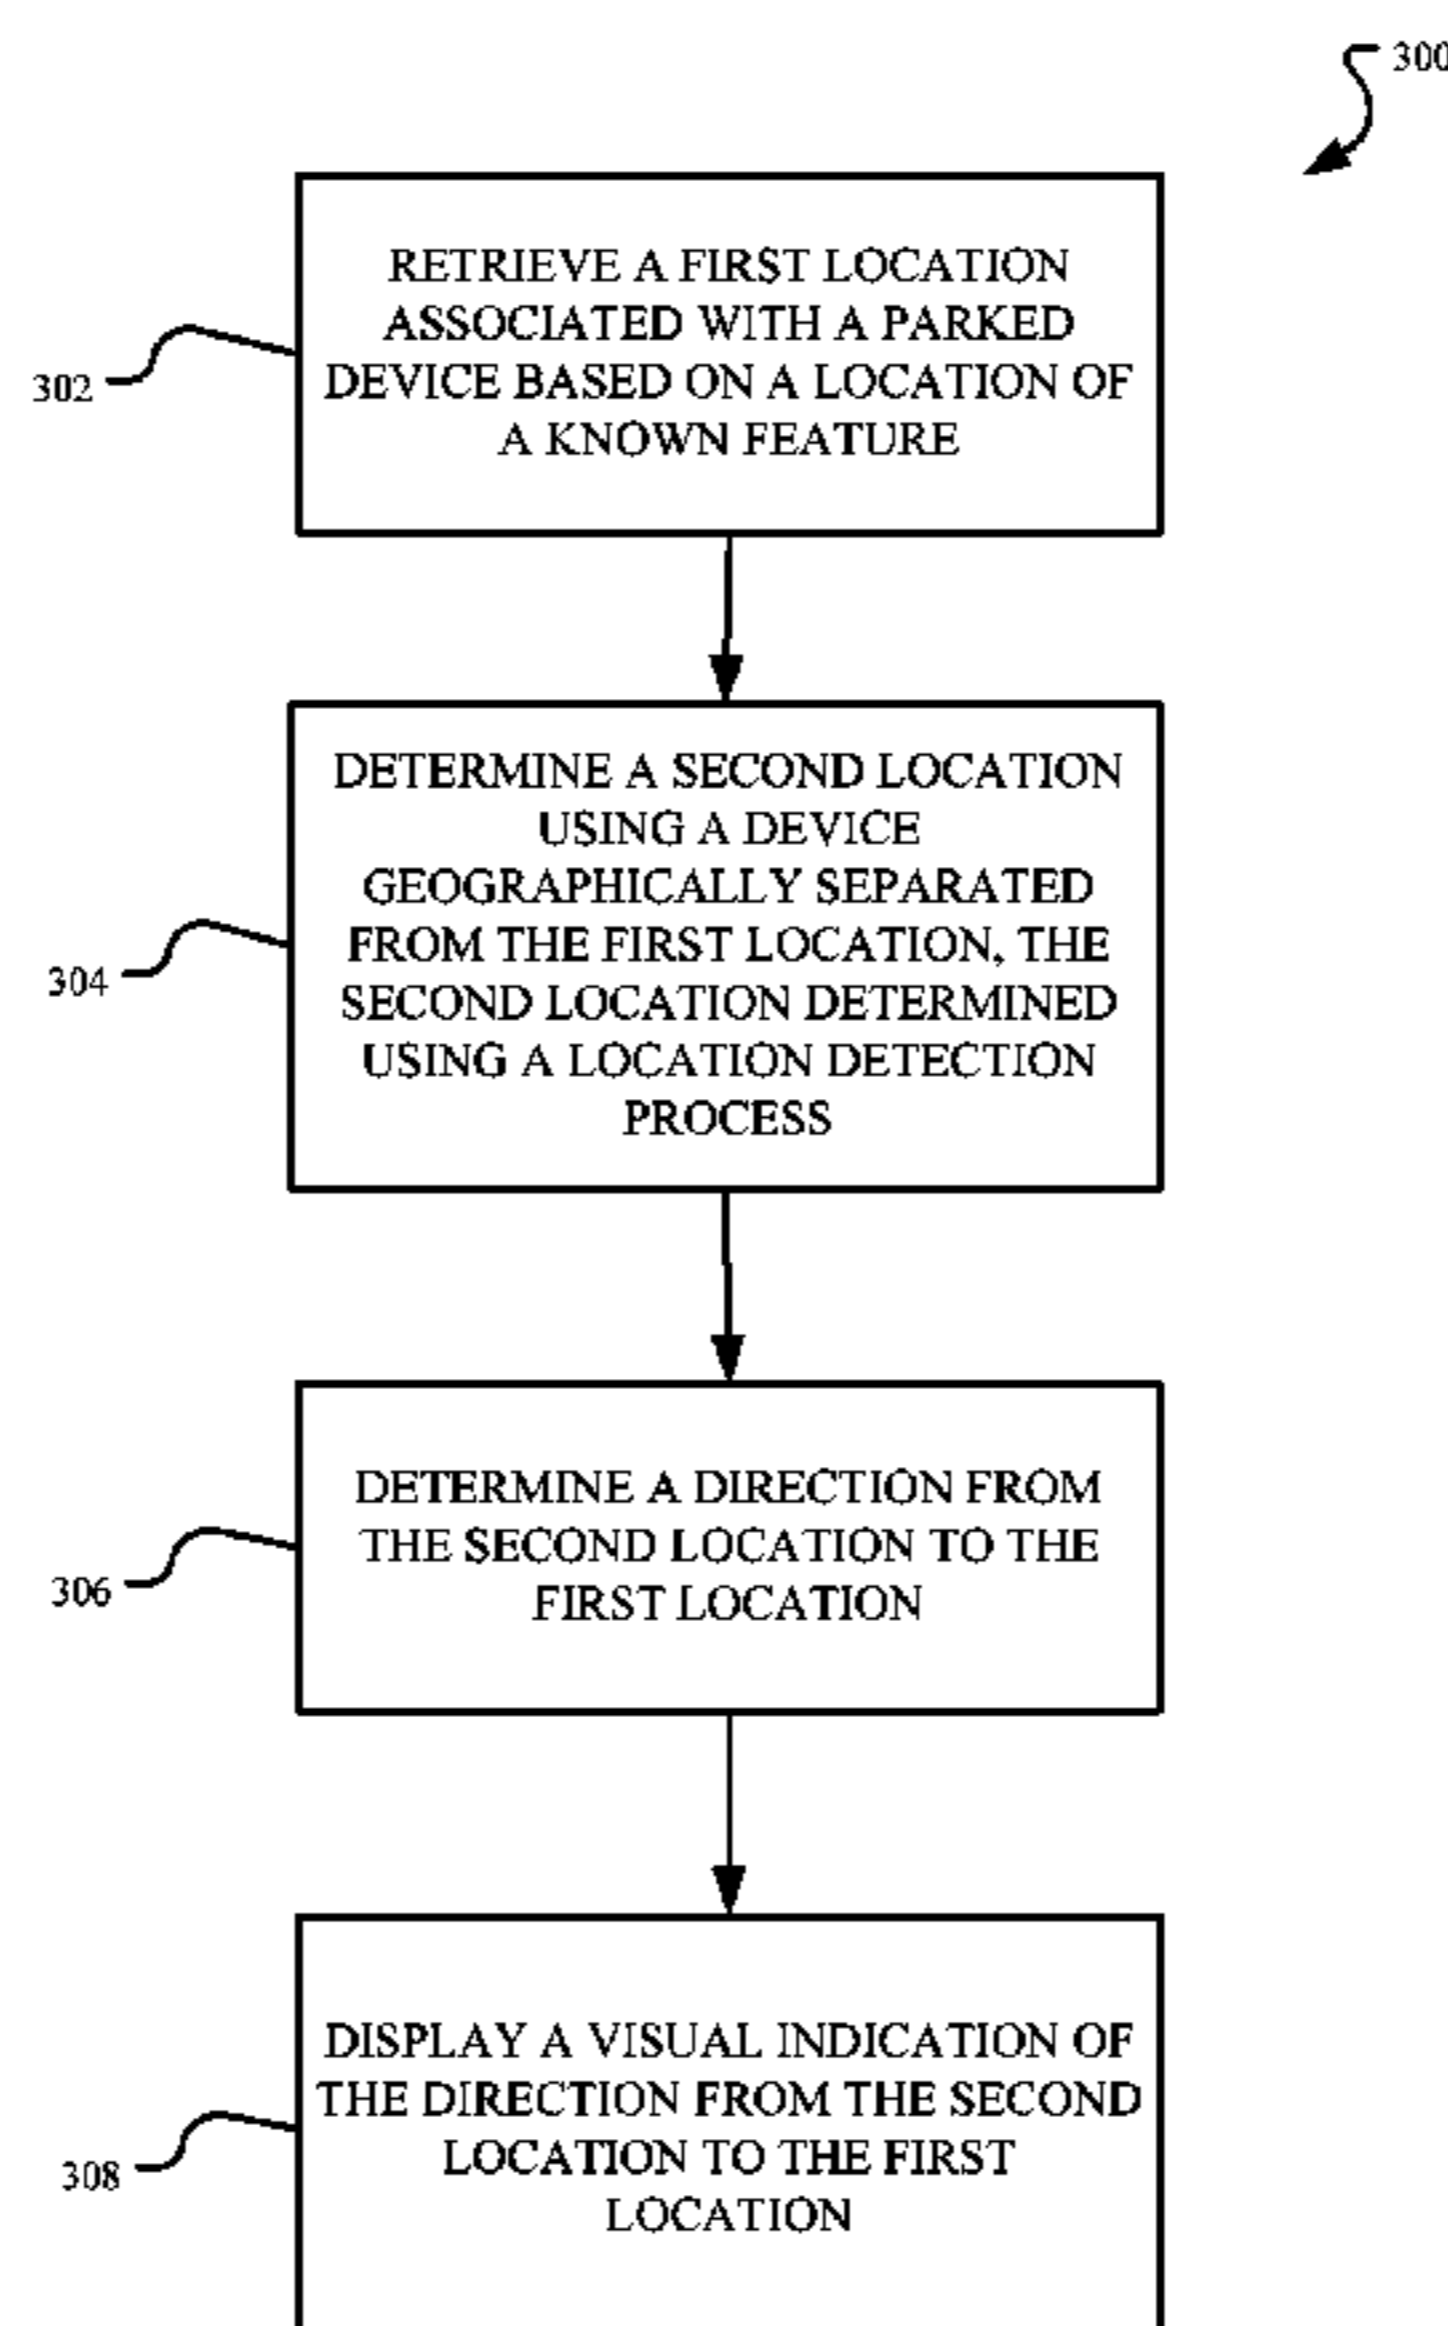 300
RETRIEVE A FIRST LOCATION
ASSOCIATED WITH A PARKED
DEVICE BASED ON A LOCATION OF
A KNOWN FEATURE
302
DETERMINE A SECOND LOCATION
USING A DEVICE
GEOGRAPHICALLY SEPARATED
FROM THE FIRST LOCATION, THE
SECOND LOCATION DETERMINED
USING A LOCATION DETECTION
PROCESS
304
DETERMINE A DIRECTION FROM
THE SECOND LOCATION TO THE
FIRST LOCATION
306
DISPLAY A VISUAL INDICATION OF
THE DIRECTION FROM THE SECOND
LOCATION TO THE FIRST
LOCATION
308